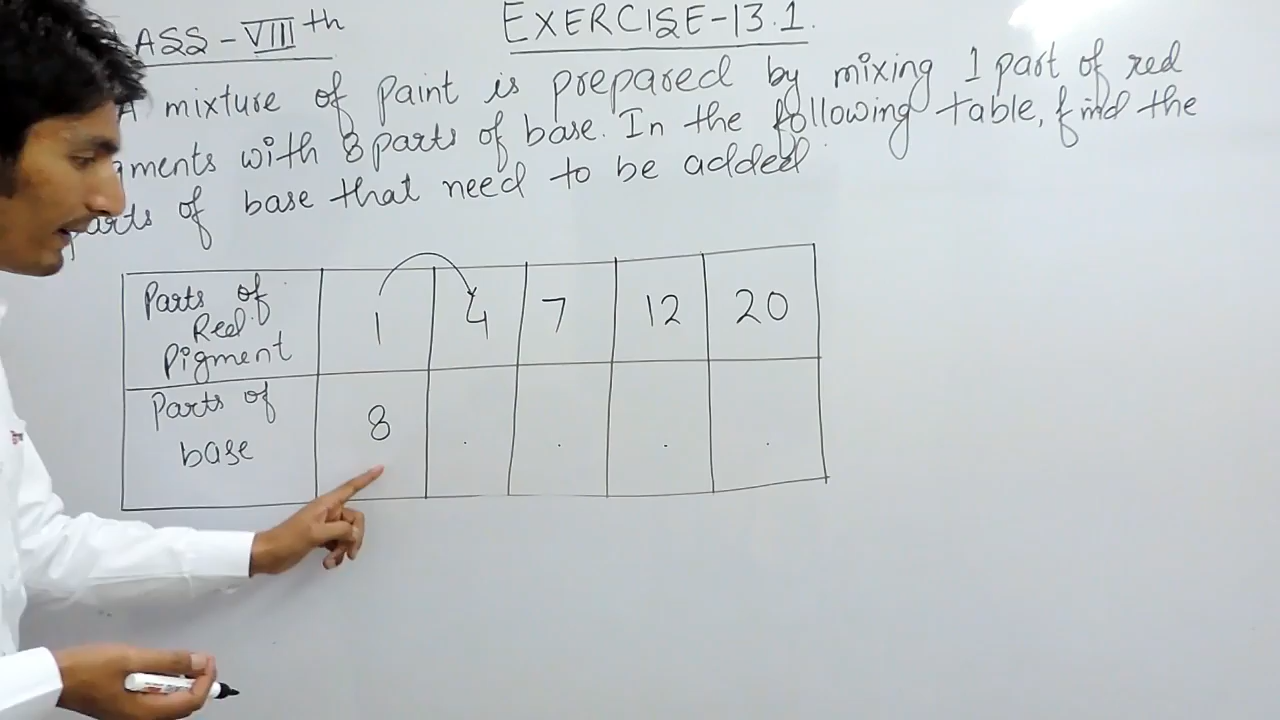 ASS - VIII th
EXERCISE-13.1.
A mixture of paint is prepared by mixing 1 part of red
gments with 8 parts of base. In the following table, find the
parts of base that need to be added
Parts of Red Pigment 1 4 7 12 20
Parts of base 8 . . . .